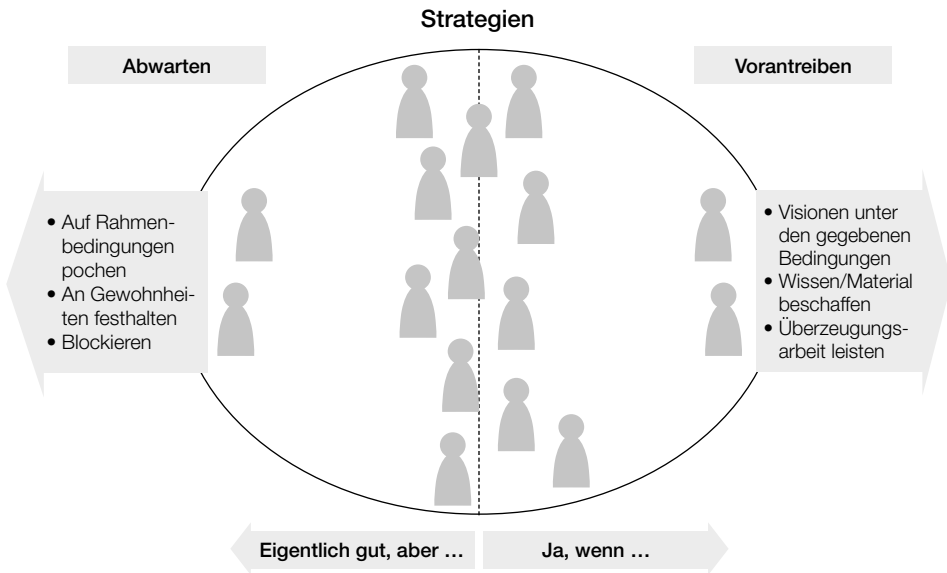 Strategien
Abwarten
Vorantreiben
• Auf Rahmen-
bedingungen
pochen
• An Gewohnhei-
ten festhalten
• Blockieren
• Visionen unter
den gegebenen
Bedingungen
• Wissen/Material
beschaffen
• Überzeugungs-
arbeit leisten
Eigentlich gut, aber …
Ja, wenn …